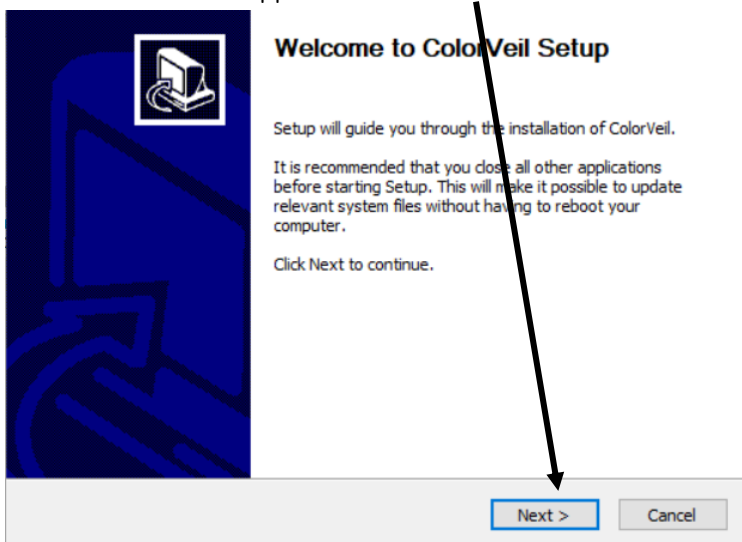 Welcome to ColorVeil Setup
Setup will guide you through the installation of ColorVeil.
It is recommended that you close all other applications
before starting Setup. This will make it possible to update
relevant system files without having to reboot your
computer.
Click Next to continue.
Next >
Cancel